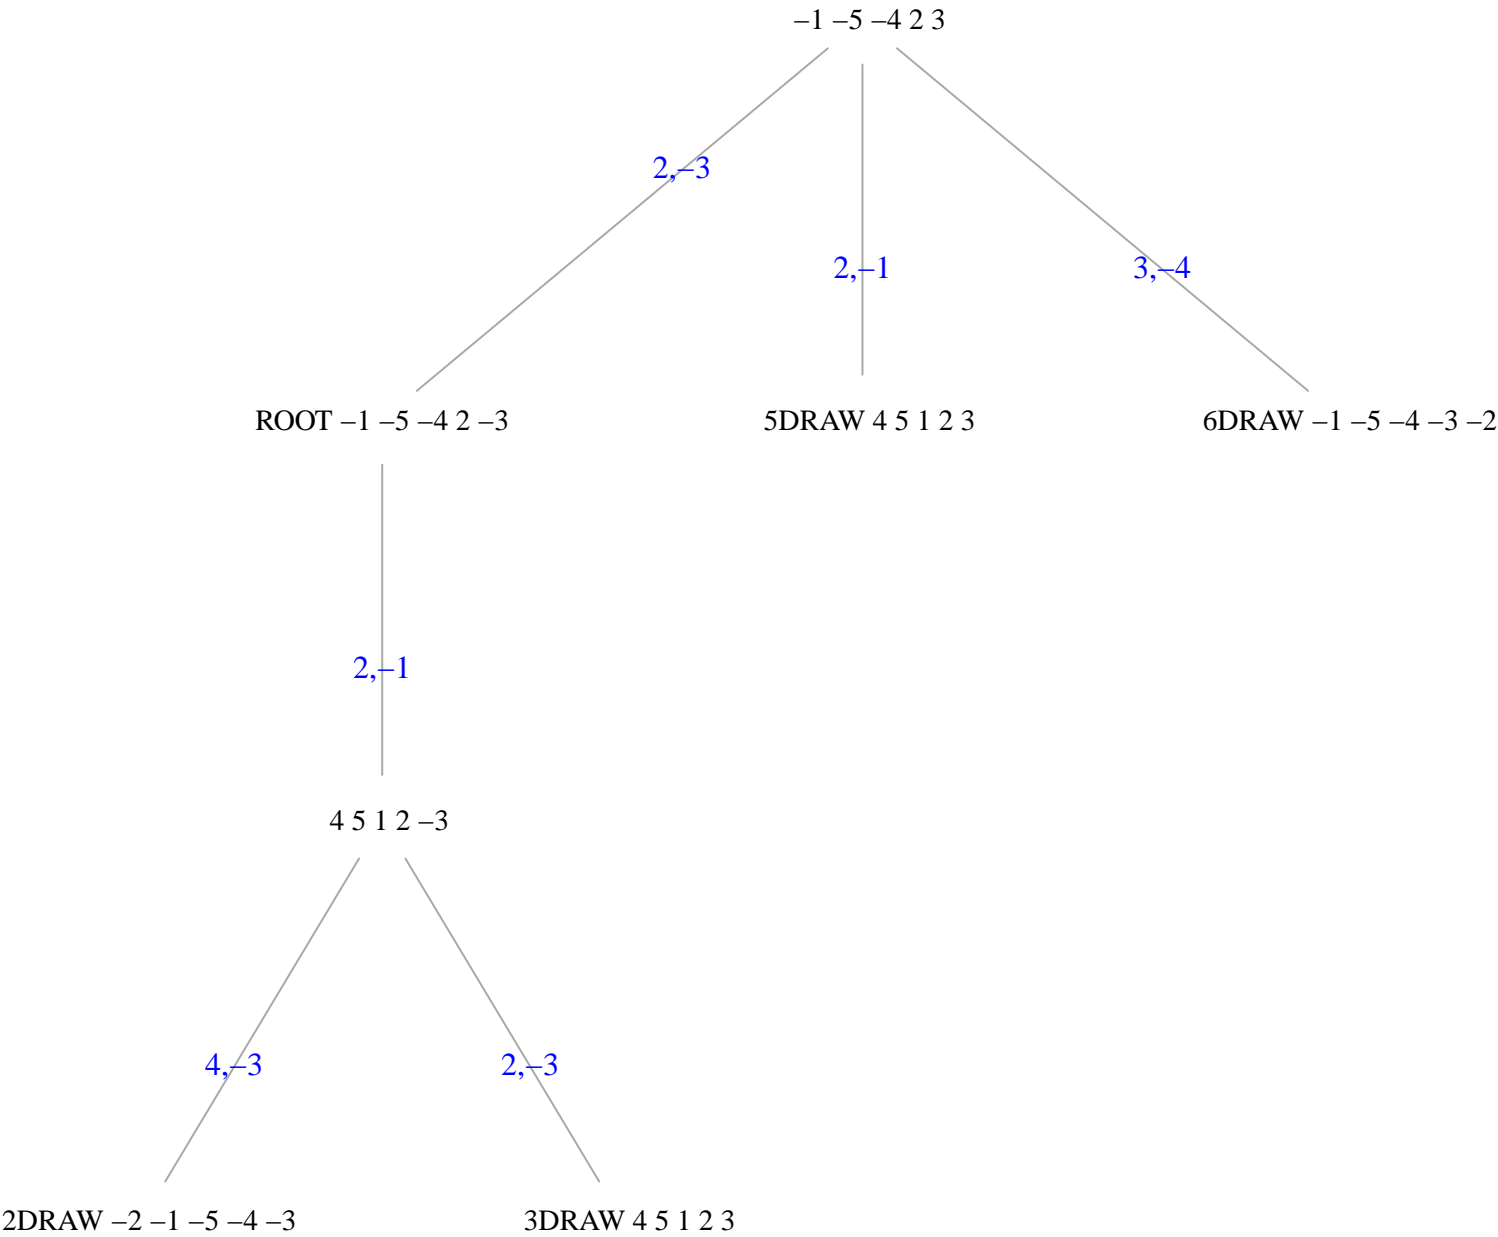 –1 –5 –4 2 3
2,–3
2,–1
3,–4
ROOT –1 –5 –4 2 –3
5DRAW 4 5 1 2 3
6DRAW –1 –5 –4 –3 –2
2,–1
4 5 1 2 –3
4,–3
2,–3
2DRAW –2 –1 –5 –4 –3
3DRAW 4 5 1 2 3